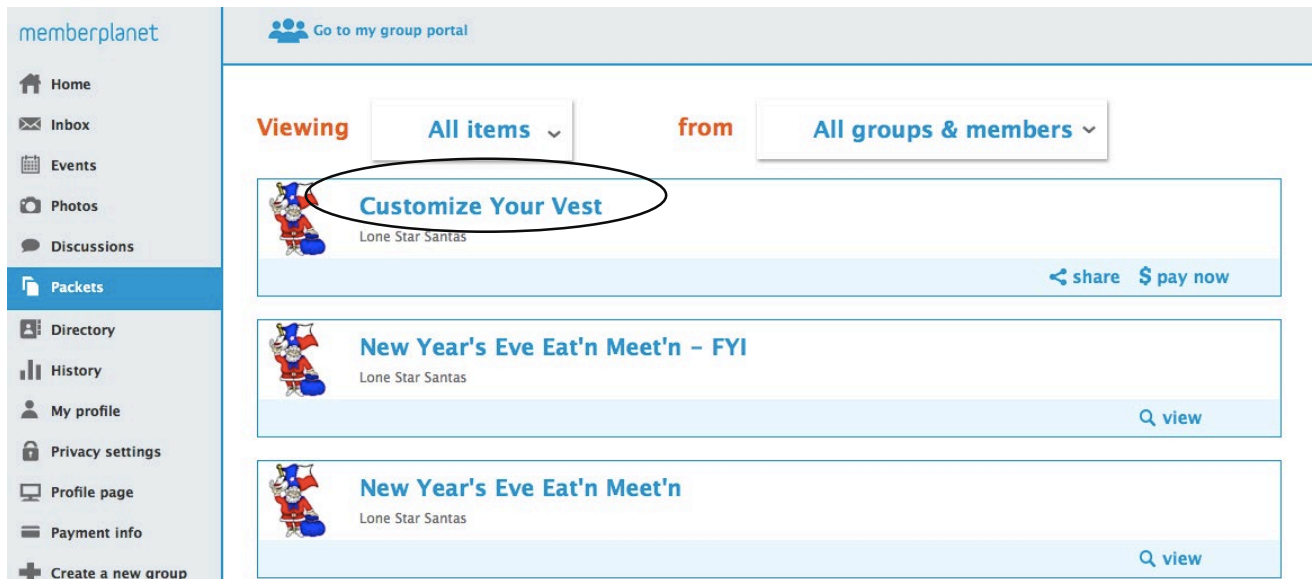 memberplanet
Go to my group portal
Home
Inbox
Events
Photos
Discussions
Packets
Directory
History
My profile
Privacy settings
Profile page
Payment info
Create a new group
Viewing All items from All groups & members
Customize Your Vest
Lone Star Santas
share $ pay now
New Year's Eve Eat'n Meet'n – FYI
Lone Star Santas
view
New Year's Eve Eat'n Meet'n
Lone Star Santas
view